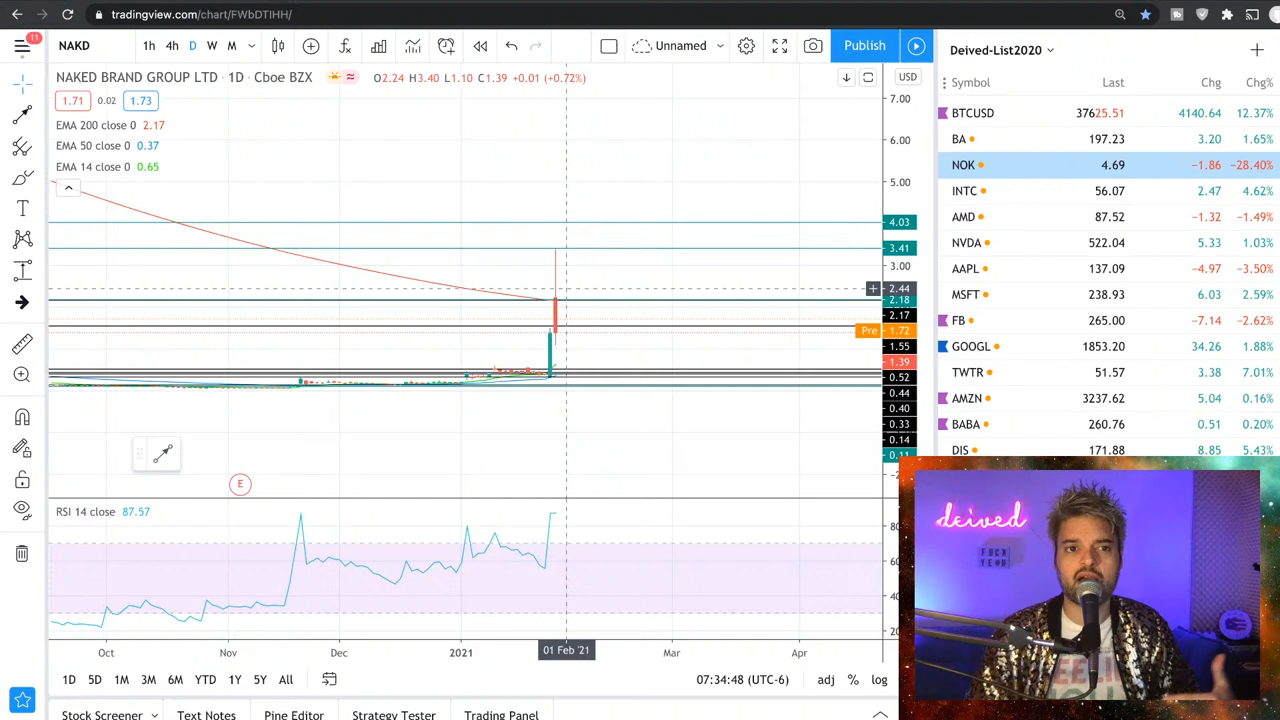 tradingview.com/chart/FWbDTIHH/
11
NAKD
1h 4h D W M
Unnamed
Publish
Deived-List2020
NAKED BRAND GROUP LTD · 1D · Cboe BZX
O2.24 H3.40 L1.10 C1.39 +0.01 (+0.72%)
USD
1.71 0.02 1.73
EMA 200 close 0 2.17
EMA 50 close 0 0.37
EMA 14 close 0 0.65
7.00
6.00
5.00
4.03
3.41
3.00
2.44
2.18
2.17
Pre 1.72
1.55
1.39
0.52
0.44
0.40
0.33
0.14
0.11
E
RSI 14 close 87.57
Oct Nov Dec 2021 01 Feb '21 Mar Apr
1D 5D 1M 3M 6M YTD 1Y 5Y All
07:34:48 (UTC-6) adj % log
Stock Screener Text Notes Pine Editor Strategy Tester Trading Panel
Symbol Last Chg Chg%
BTCUSD 37625.51 4140.64 12.37%
BA 197.23 3.20 1.65%
NOK 4.69 −1.86 −28.40%
INTC 56.07 2.47 4.62%
AMD 87.52 −1.32 −1.49%
NVDA 522.04 5.33 1.03%
AAPL 137.09 −4.97 −3.50%
MSFT 238.93 6.03 2.59%
FB 265.00 −7.14 −2.62%
GOOGL 1853.20 34.26 1.88%
TWTR 51.57 3.38 7.01%
AMZN 3237.62 5.04 0.16%
BABA 260.76 0.51 0.20%
DIS 171.88 8.85 5.43%
deived
FUCK
YEAH